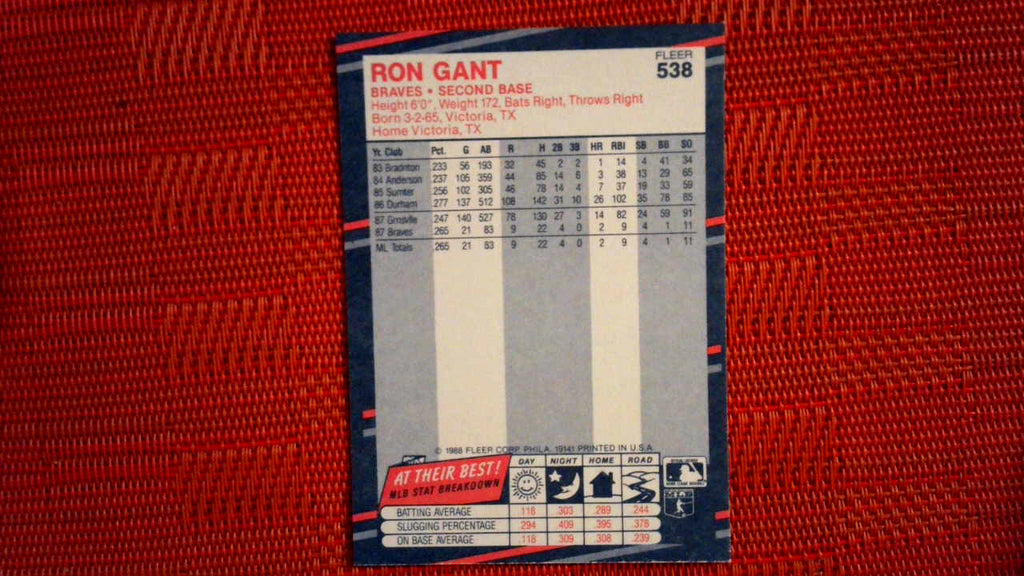 FLEER
538
RON GANT
BRAVES • SECOND BASE
Height 6'0", Weight 172, Bats Right, Throws Right
Born 3-2-65, Victoria, TX
Home Victoria, TX
Yr. Club Pct. G AB R H 2B 3B HR RBI SB BB SO
83 Bradnton 233 56 193 32 45 2 2 1 14 4 41 34
84 Anderson 237 105 359 44 85 14 6 3 38 13 29 65
85 Sumter 256 102 305 46 78 14 4 7 37 19 33 59
86 Durham 277 137 512 108 142 31 10 26 102 35 78 85
87 Grnsvlle 247 140 527 78 130 27 3 14 82 24 59 91
87 Braves 265 21 83 9 22 4 0 2 9 4 1 11
ML Totals 265 21 83 9 22 4 0 2 9 4 1 11
© 1988 FLEER CORP. PHILA. 19141 PRINTED IN U.S.A.
AT THEIR BEST!
MLB STAT BREAKDOWN
DAY NIGHT HOME ROAD
BATTING AVERAGE .118 .303 .289 .244
SLUGGING PERCENTAGE .294 .409 .395 .378
ON BASE AVERAGE .118 .309 .308 .239